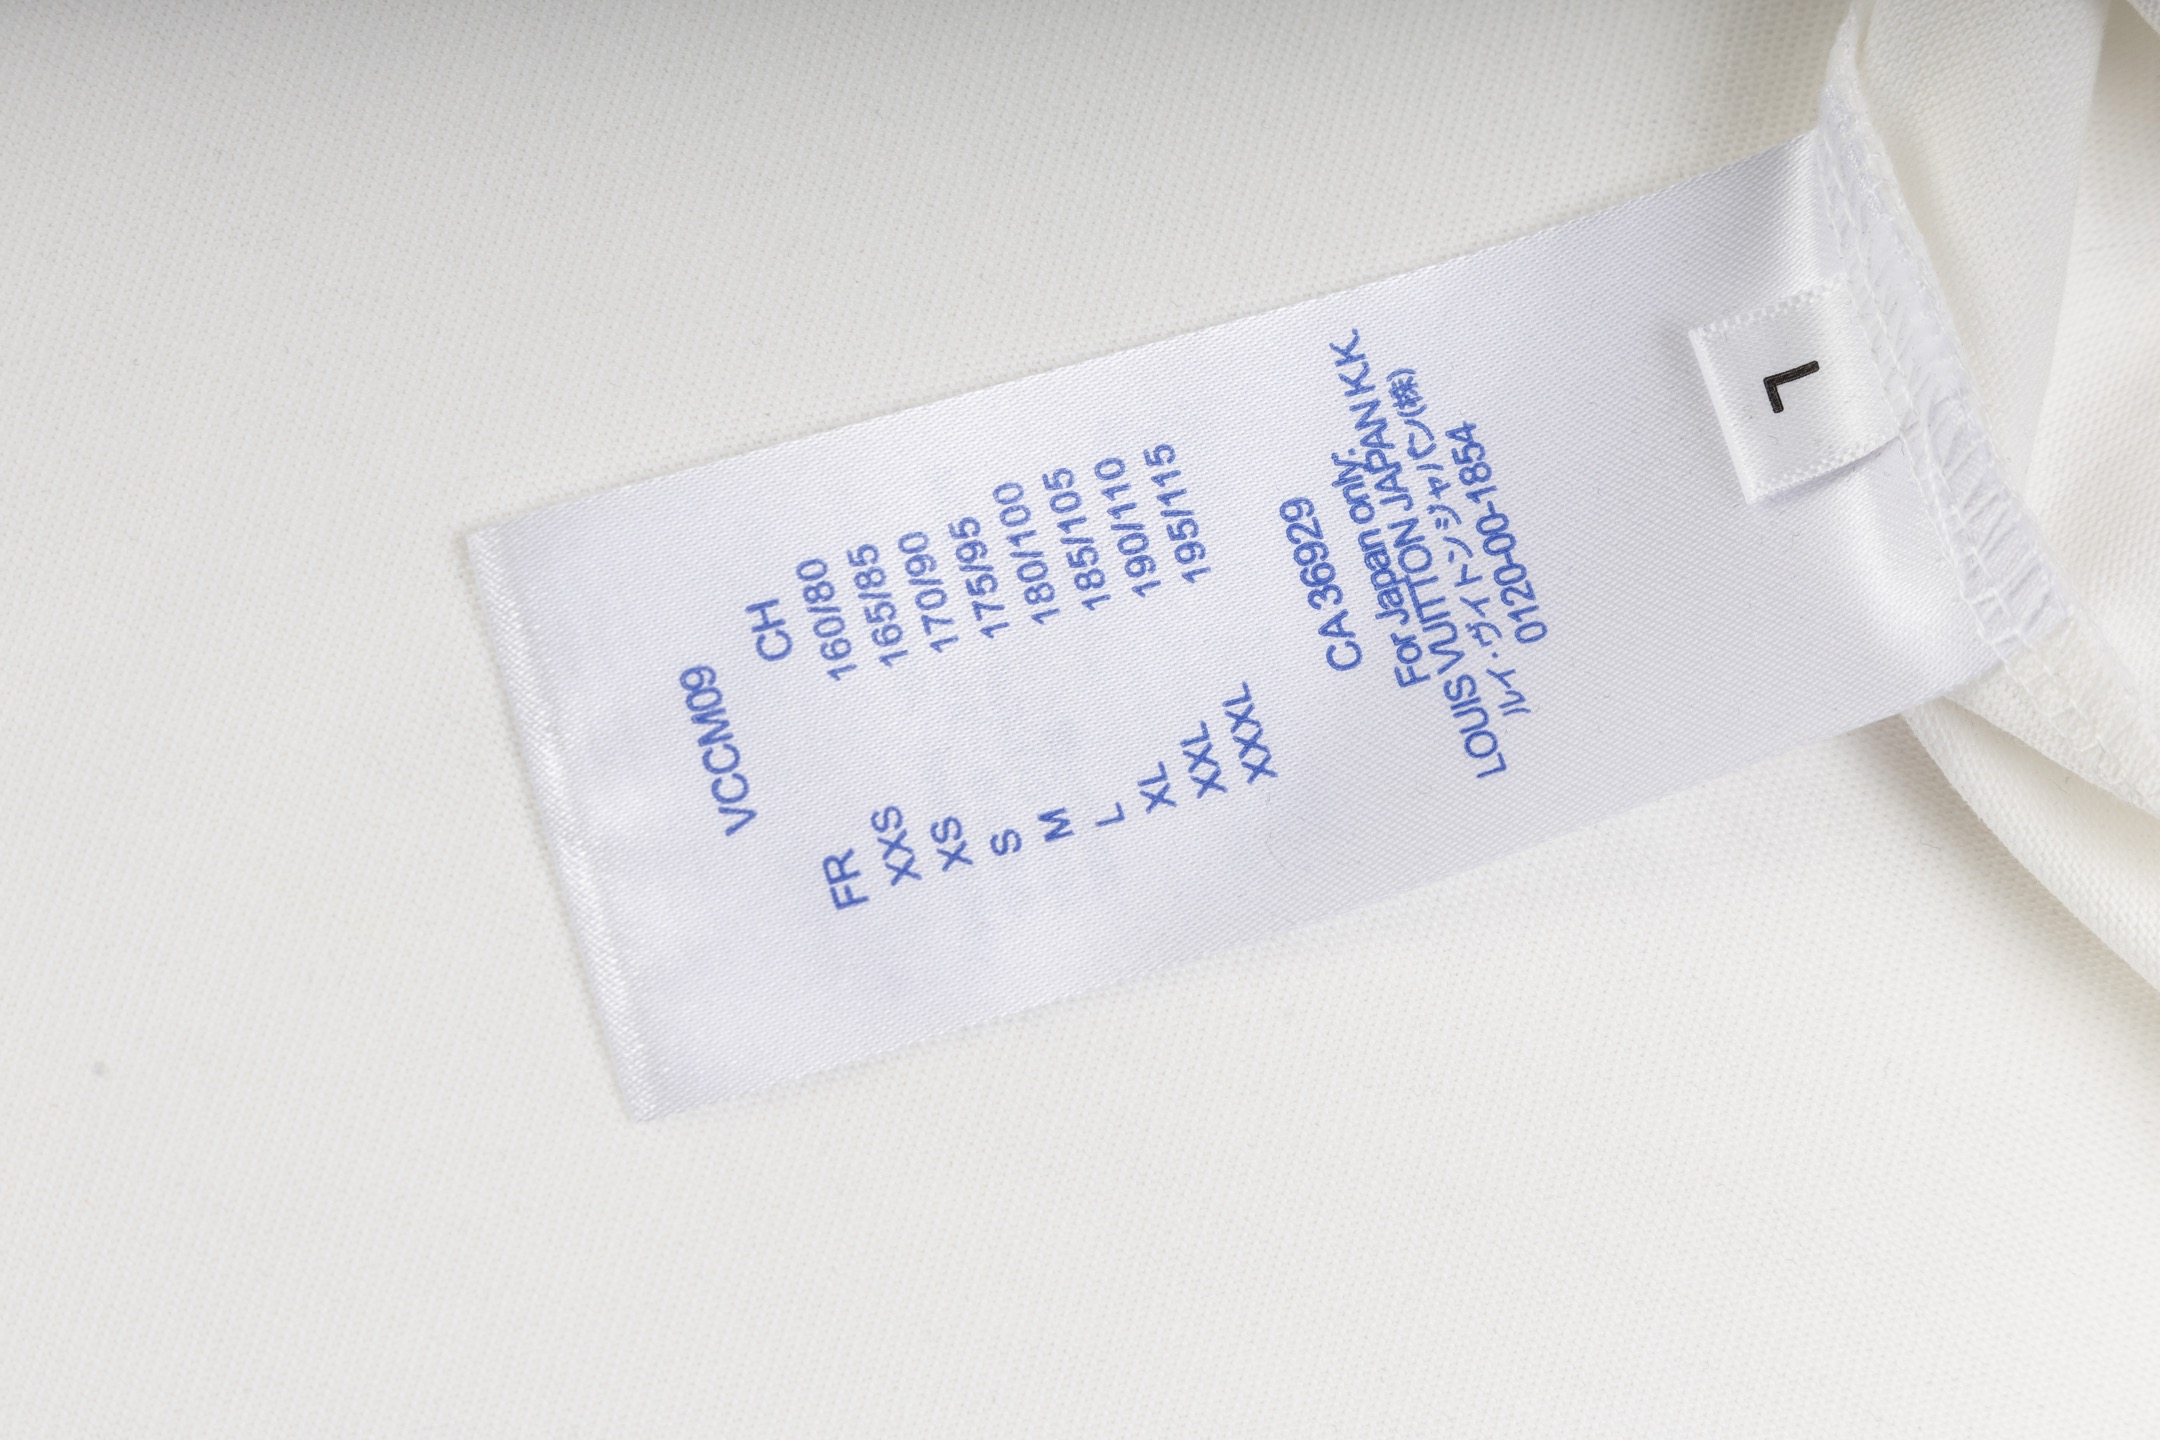 VCCM09
FR CH
XXS 160/80
XS 165/85
S 170/90
M 175/95
L 180/100
XL 185/105
XXL 190/110
XXXL 195/115
CA 36929
For Japan only.
LOUIS VUITTON JAPAN K.K.
ルイ・ヴィトンジャパン(株)
0120-00-1854
L